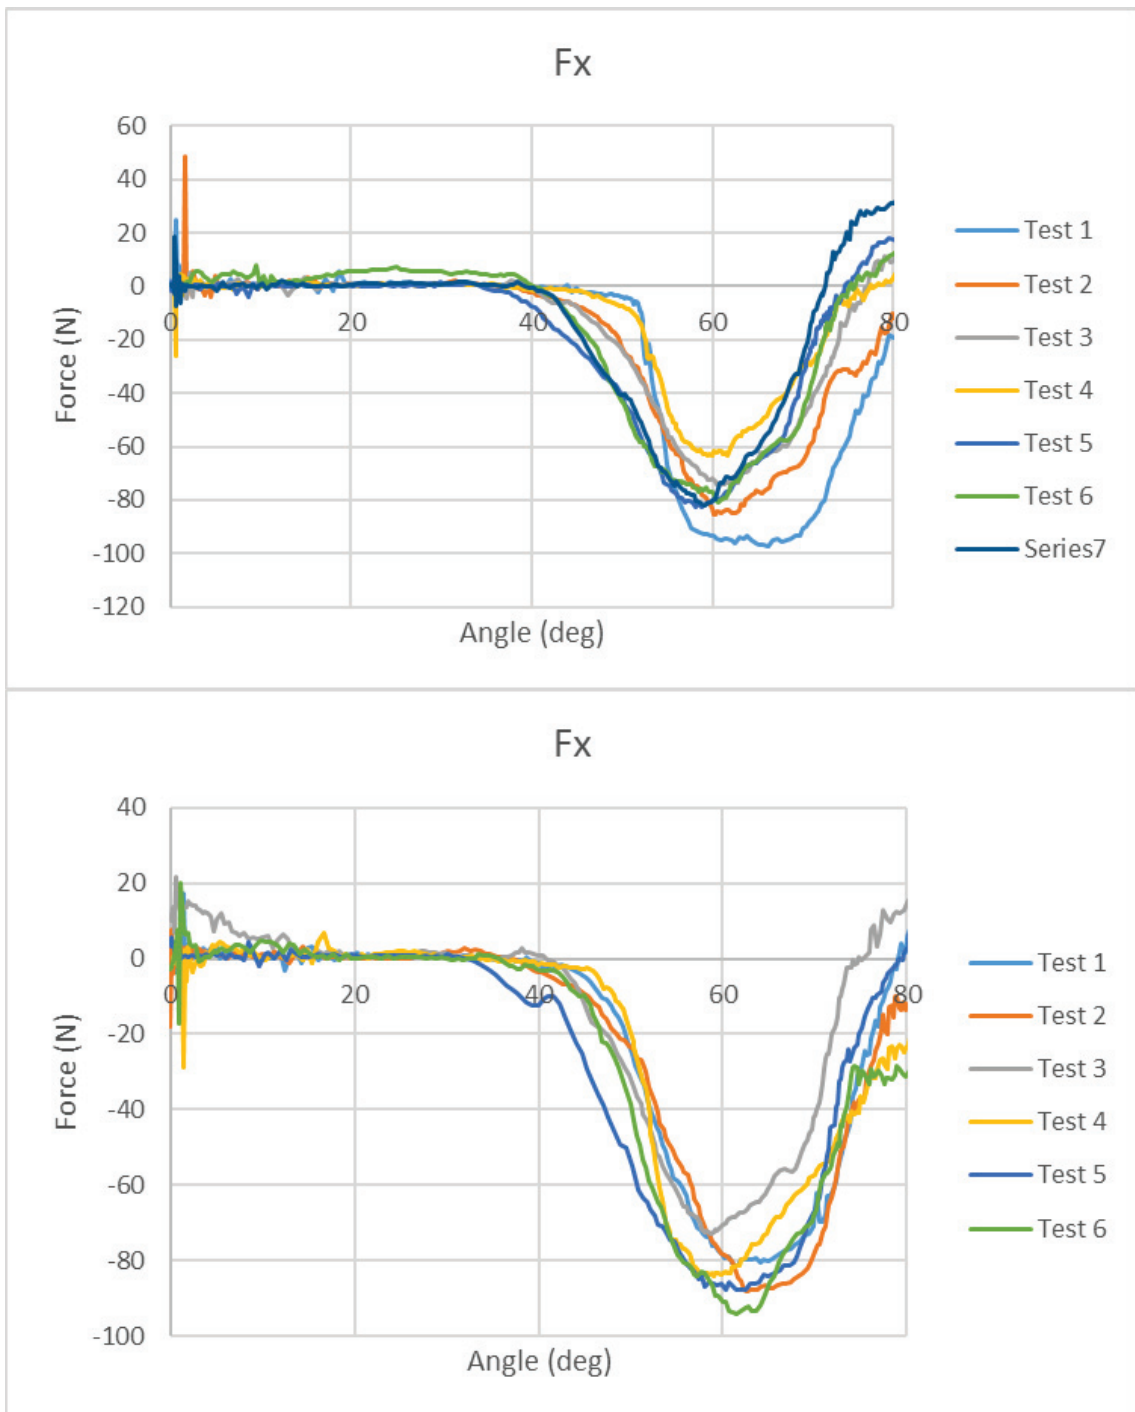 Fx
60
40
20
0
-20
-40
-60
-80
-100
-120
0 20 40 60 80
Force (N)
Angle (deg)
Test 1
Test 2
Test 3
Test 4
Test 5
Test 6
Series7
Fx
40
20
0
-20
-40
-60
-80
-100
0 20 40 60 80
Force (N)
Angle (deg)
Test 1
Test 2
Test 3
Test 4
Test 5
Test 6